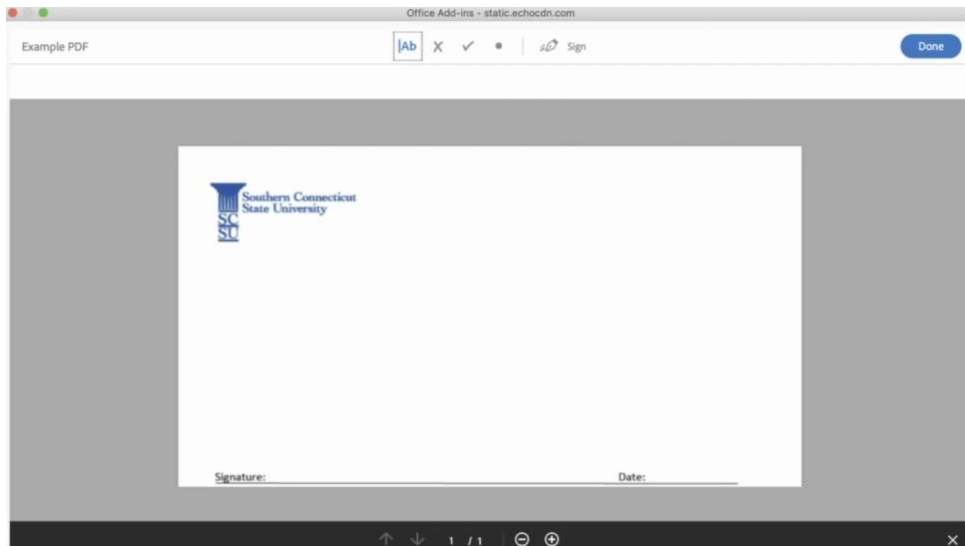 Office Add-ins - static.echocdn.com
Example PDF
Ab
Sign
Done
Southern Connecticut
State University
SC
SU
Signature: Date:
1 / 1